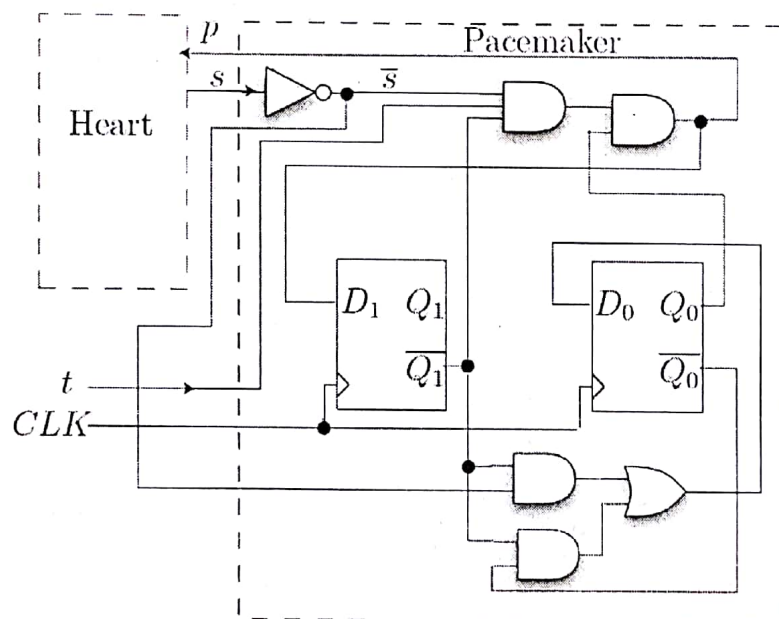 p
Pacemaker
s
s̅
Heart
D₁ Q₁
Q̅₁
D₀ Q₀
Q̅₀
t
CLK